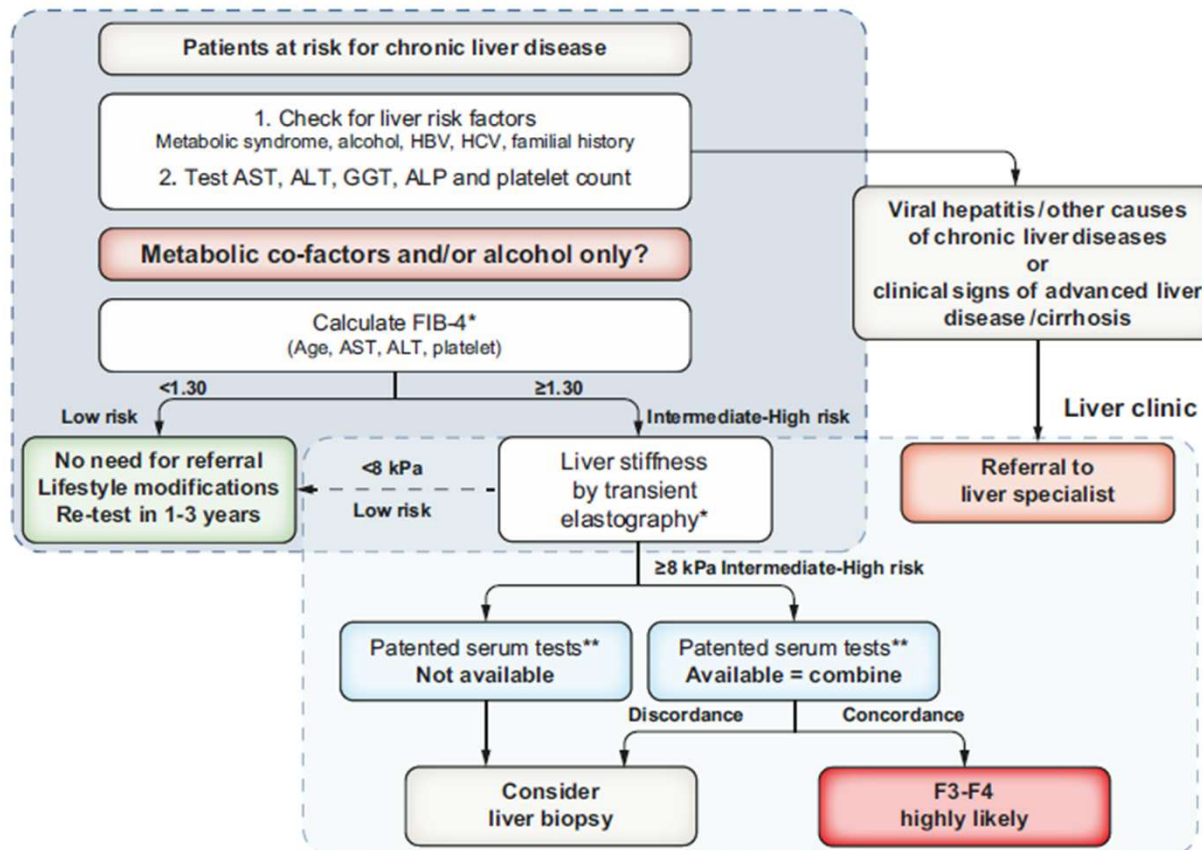 Patients at risk for chronic liver disease
1. Check for liver risk factors
Metabolic syndrome, alcohol, HBV, HCV, familial history
2. Test AST, ALT, GGT, ALP and platelet count
Viral hepatitis/other causes
of chronic liver diseases
or
clinical signs of advanced liver
disease/cirrhosis
Metabolic co-factors and/or alcohol only?
Calculate FIB-4*
(Age, AST, ALT, platelet)
<1.30
≥1.30
Low risk
Intermediate-High risk
Liver clinic
No need for referral
Lifestyle modifications
Re-test in 1-3 years
<8 kPa
Low risk
Liver stiffness
by transient
elastography*
Referral to
liver specialist
≥8 kPa Intermediate-High risk
Patented serum tests**
Not available
Patented serum tests**
Available = combine
Discordance
Concordance
Consider
liver biopsy
F3-F4
highly likely